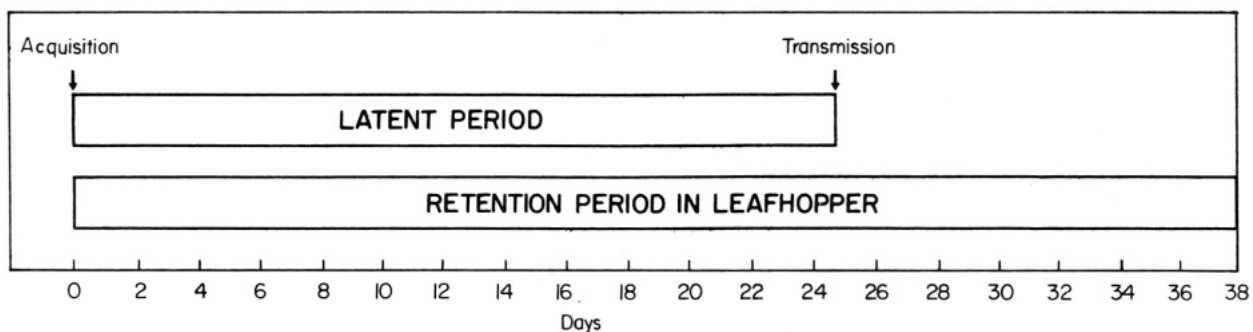 Acquisition Transmission
LATENT PERIOD
RETENTION PERIOD IN LEAFHOPPER
0 2 4 6 8 10 12 14 16 18 20 22 24 26 28 30 32 34 36 38
Days